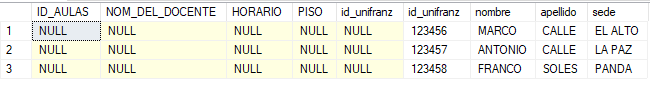 ID_AULAS NOM_DEL_DOCENTE HORARIO PISO id_unifranz id_unifranz nombre apellido sede
1 NULL NULL NULL NULL NULL 123456 MARCO CALLE EL ALTO
2 NULL NULL NULL NULL NULL 123457 ANTONIO CALLE LA PAZ
3 NULL NULL NULL NULL NULL 123458 FRANCO SOLES PANDA